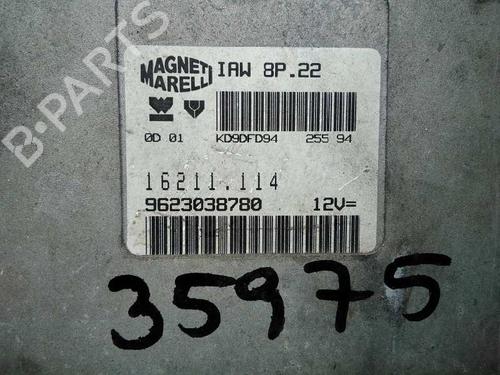 MAGNETI
MARELLI
IAW 8P.22
0D 01 KD9DFD94 255 94
16211.114
9623038780 12V=
35975
B-PARTS